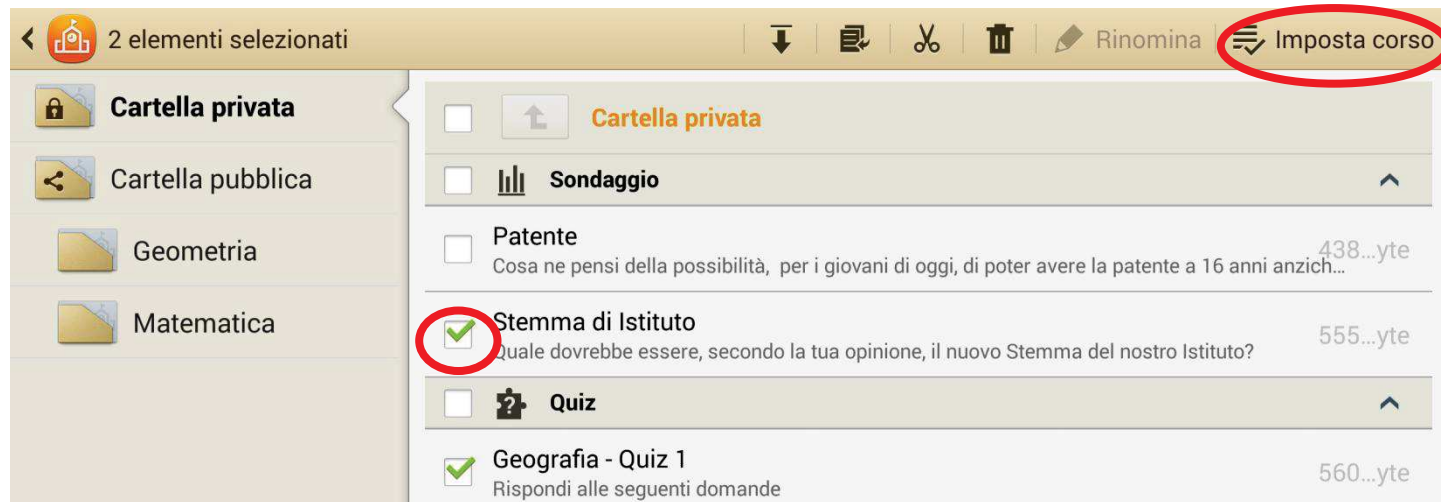 2 elementi selezionati
Rinomina
Imposta corso
Cartella privata
Cartella pubblica
Geometria
Matematica
Cartella privata
Sondaggio
Patente
Cosa ne pensi della possibilità, per i giovani di oggi, di poter avere la patente a 16 anni anzich...
438...yte
Stemma di Istituto
Quale dovrebbe essere, secondo la tua opinione, il nuovo Stemma del nostro Istituto?
555...yte
Quiz
Geografia - Quiz 1
Rispondi alle seguenti domande
560...yte